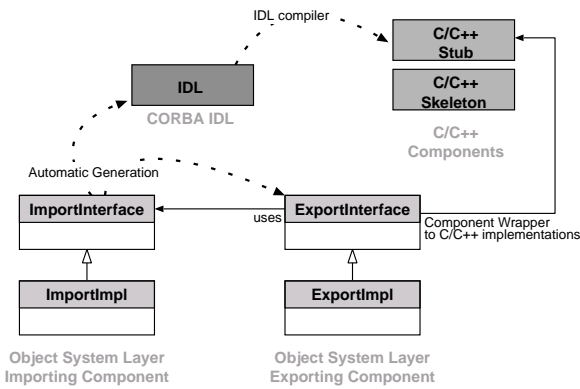 IDL compiler
C/C++
Stub
IDL
C/C++
Skeleton
CORBA IDL
C/C++
Components
Automatic Generation
ImportInterface
uses
ExportInterface
Component Wrapper
to C/C++ implementations
ImportImpl
ExportImpl
Object System Layer
Importing Component
Object System Layer
Exporting Component